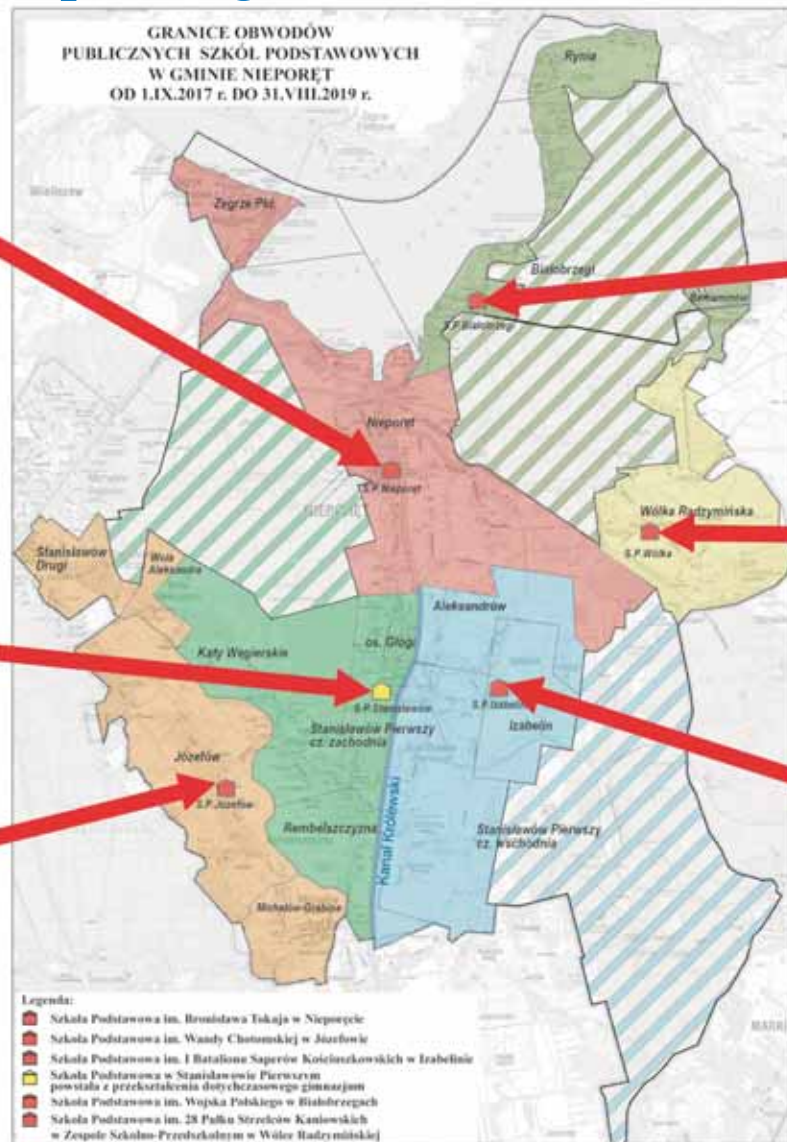 GRANICE OBWODÓW
PUBLICZNYCH SZKÓŁ PODSTAWOWYCH
W GMINIE NIEPORĘT
OD 1.IX.2017 r. DO 31.VIII.2019 r.
Rynia
Wieliszew
Zegrze Płd.
Białobrzegi
Beniaminów
S.P.Białobrzegi
Nieporęt
S.P.Nieporęt
NIEPORĘT
Wólka Radzymińska
S.P.Wólka
Stanisławów
Drugi
Wola
Aleksandra
Aleksandrów
Kąty Węgierskie
os. Głogi
S.P.Stanisławów
S.P.Izabelin
Izabelin
Stanisławów Pierwszy
cz. zachodnia
Józefów
S.P.Józefów
Rembelszczyzna
Kanał Królewski
Stanisławów Pierwszy
cz. wschodnia
Michałów-Grabina
MARKI
Legenda:
Szkoła Podstawowa im. Bronisława Tokaja w Nieporęcie
Szkoła Podstawowa im. Wandy Chotomskiej w Józefowie
Szkoła Podstawowa im. I Batalionu Saperów Kościuszkowskich w Izabelinie
Szkoła Podstawowa w Stanisławowie Pierwszym
powstała z przekształcenia dotychczasowego gimnazjum
Szkoła Podstawowa im. Wojska Polskiego w Białobrzegach
Szkoła Podstawowa im. 28 Pułku Strzelców Kaniowskich
w Zespole Szkolno-Przedszkolnym w Wólce Radzymińskiej